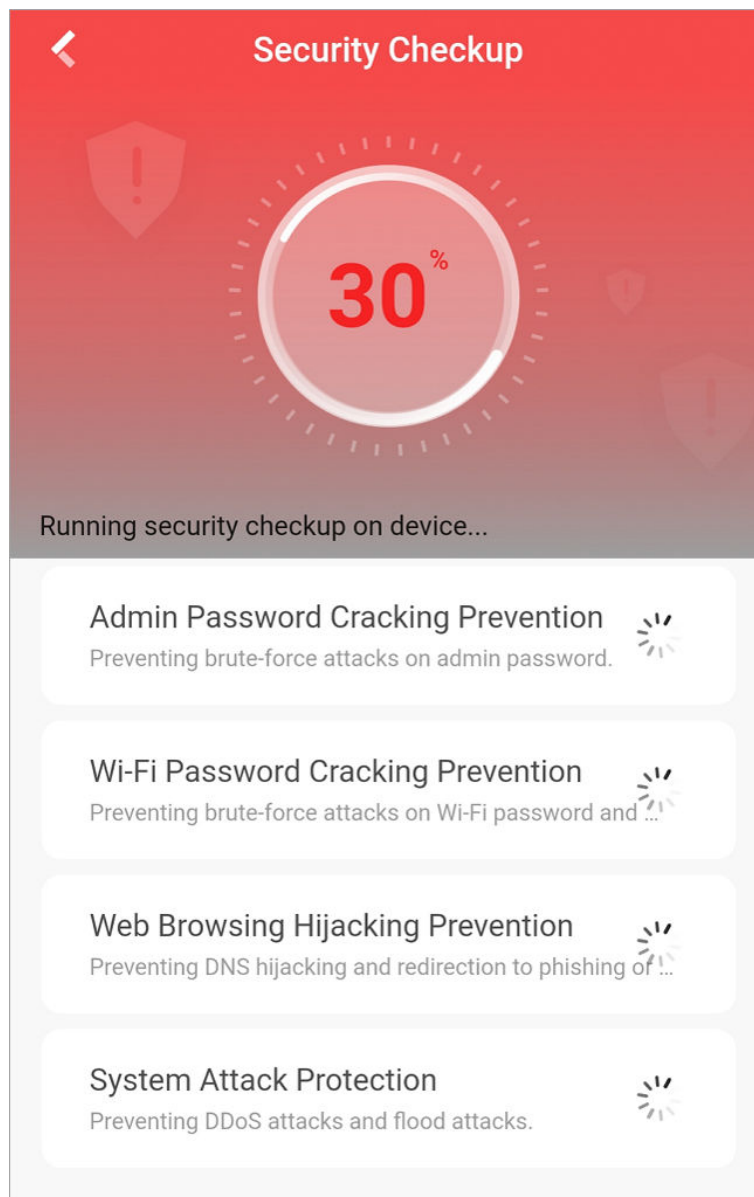 Security Checkup
30%
Running security checkup on device...
Admin Password Cracking Prevention
Preventing brute-force attacks on admin password.
Wi-Fi Password Cracking Prevention
Preventing brute-force attacks on Wi-Fi password and ...
Web Browsing Hijacking Prevention
Preventing DNS hijacking and redirection to phishing or ...
System Attack Protection
Preventing DDoS attacks and flood attacks.